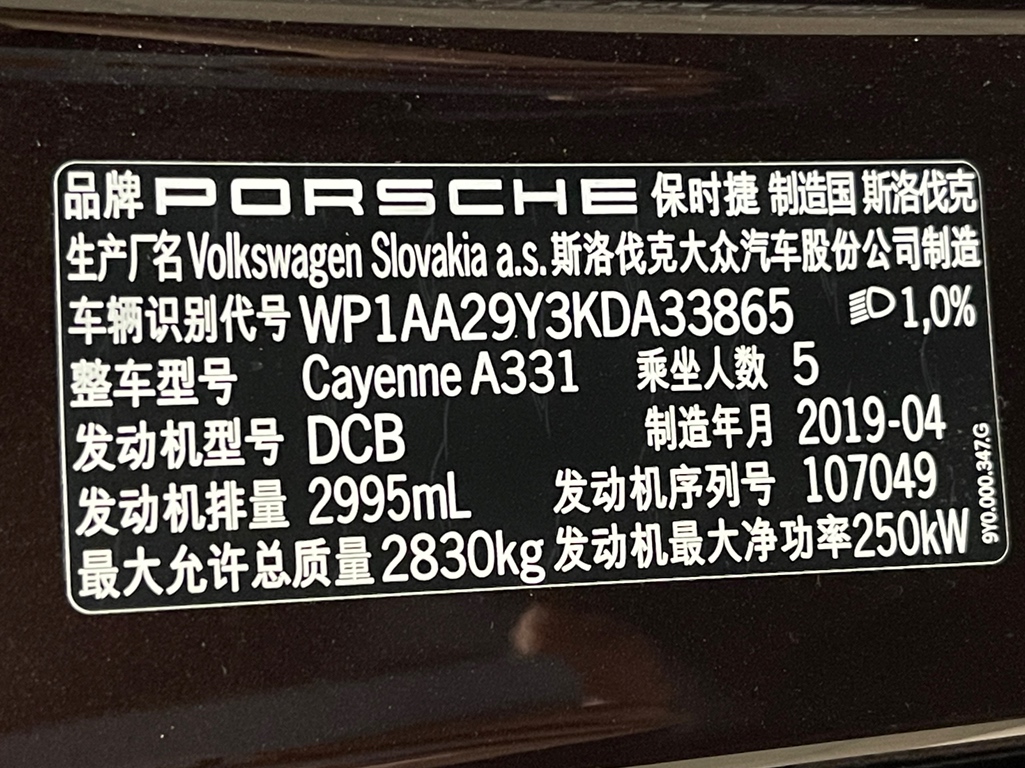 品牌 PORSCHE 保时捷 制造国 斯洛伐克
生产厂名 Volkswagen Slovakia a.s. 斯洛伐克大众汽车股份公司制造
车辆识别代号 WP1AA29Y3KDA33865 1,0%
整车型号 Cayenne A331 乘坐人数 5
发动机型号 DCB 制造年月 2019-04
发动机排量 2995mL 发动机序列号 107049
最大允许总质量 2830kg 发动机最大净功率 250kW
9Y0.000.347.G